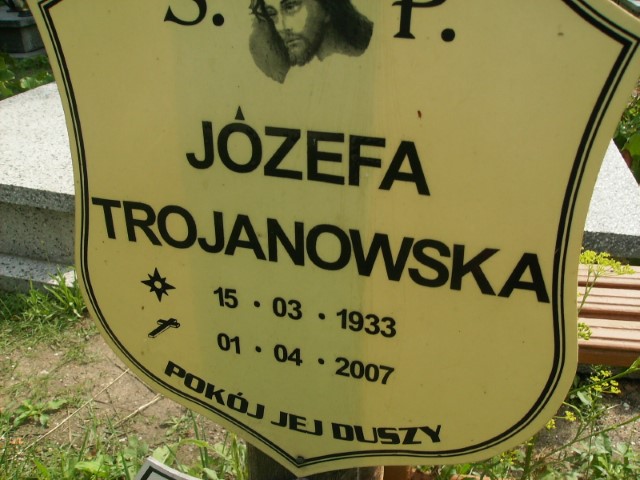 S. P.
JÓZEFA
TROJANOWSKA
15 • 03 • 1933
01 • 04 • 2007
POKÓJ JEJ DUSZY